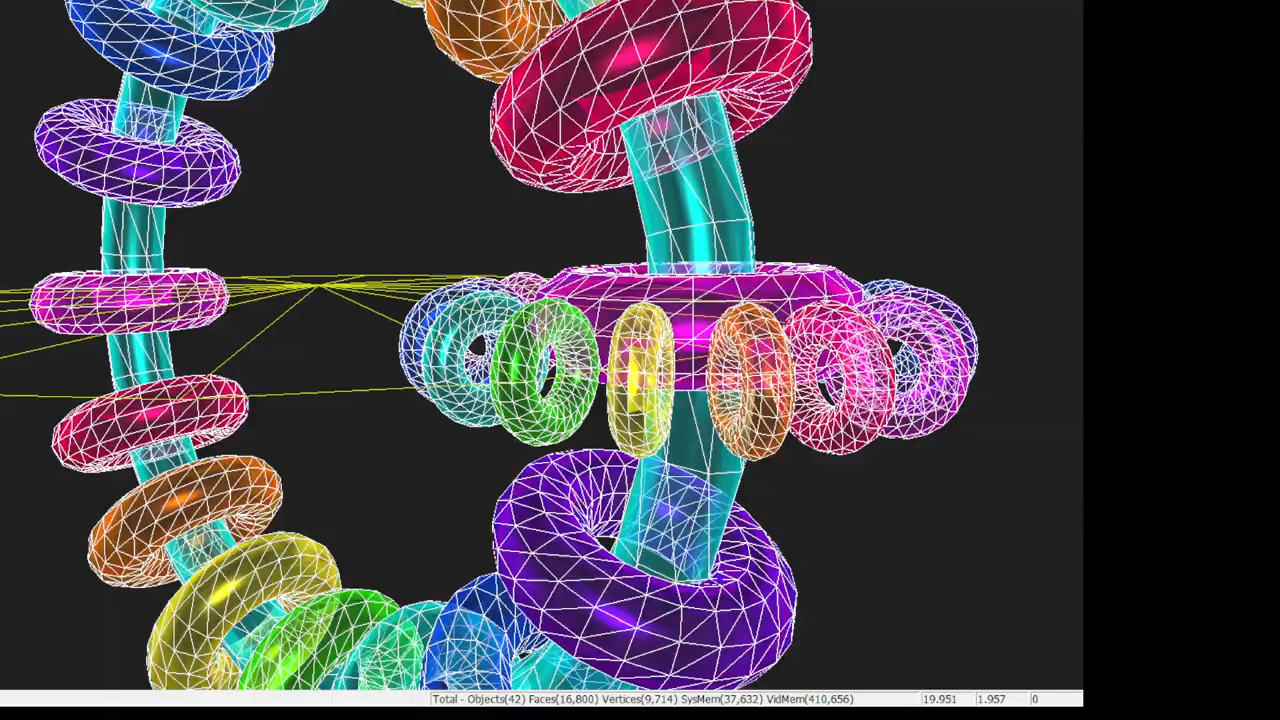 Total - Objects(42) Faces(16,800) Vertices(9,714) SysMem(37,632) VidMem(410,656) 19.951 1.957 0